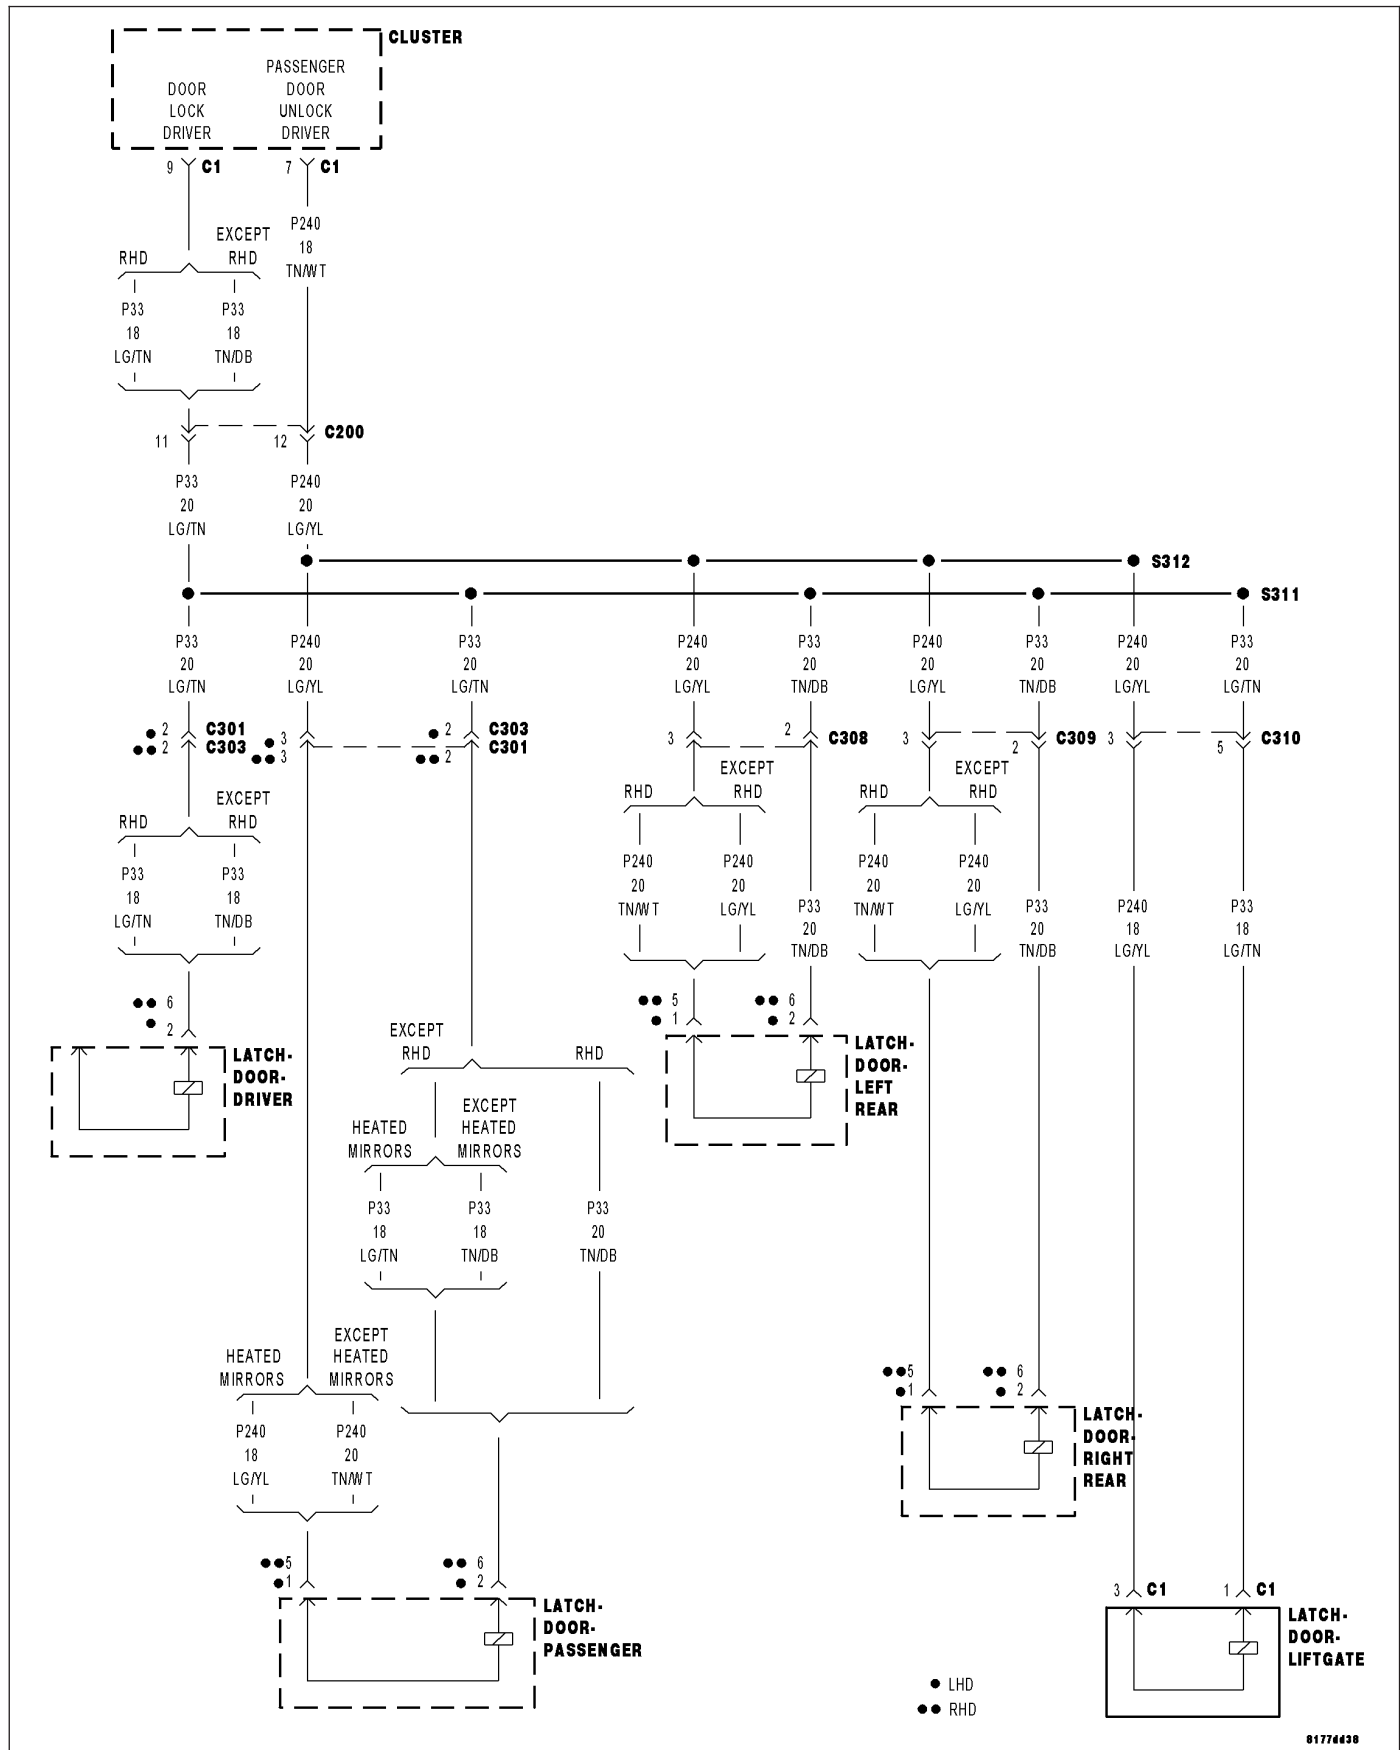 CLUSTER
DOOR
LOCK
DRIVER
PASSENGER
DOOR
UNLOCK
DRIVER
9 C1
7 C1
P240
18
TN/WT
RHD
EXCEPT
RHD
P33
18
LG/TN
P33
18
TN/DB
11
12
C200
P33
20
LG/TN
P240
20
LG/YL
S312
S311
P33
20
LG/TN
P240
20
LG/YL
P33
20
LG/TN
P240
20
LG/YL
P33
20
TN/DB
P240
20
LG/YL
P33
20
TN/DB
P240
20
LG/YL
P33
20
LG/TN
2 C301
2 C303
3
3
2 C303
2 C301
3
2
C308
3
2
C309
3
5
C310
RHD
EXCEPT
RHD
P33
18
LG/TN
P33
18
TN/DB
RHD
EXCEPT
RHD
P240
20
TN/WT
P240
20
LG/YL
P33
20
TN/DB
RHD
EXCEPT
RHD
P240
20
TN/WT
P240
20
LG/YL
P33
20
TN/DB
P240
18
LG/YL
P33
18
LG/TN
6
2
LATCH-
DOOR-
DRIVER
5
1
6
2
LATCH-
DOOR-
LEFT
REAR
EXCEPT
RHD
RHD
HEATED
MIRRORS
EXCEPT
HEATED
MIRRORS
P33
18
LG/TN
P33
18
TN/DB
P33
20
TN/DB
HEATED
MIRRORS
EXCEPT
HEATED
MIRRORS
P240
18
LG/YL
P240
20
TN/WT
5
1
6
2
LATCH-
DOOR-
RIGHT
REAR
5
1
6
2
LATCH-
DOOR-
PASSENGER
3 C1
1 C1
LATCH-
DOOR-
LIFTGATE
LHD
RHD
8177dd38